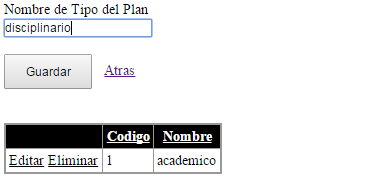 Nombre de Tipo del Plan
disciplinario
Guardar Atras
Codigo Nombre
Editar Eliminar 1 academico